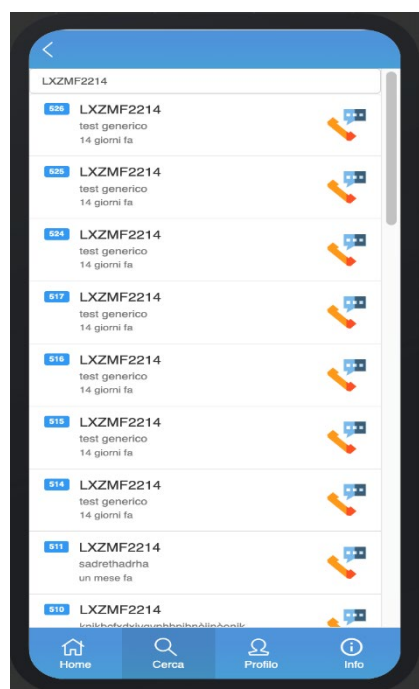 LXZMF2214
526 LXZMF2214
test generico
14 giorni fa
525 LXZMF2214
test generico
14 giorni fa
524 LXZMF2214
test generico
14 giorni fa
517 LXZMF2214
test generico
14 giorni fa
516 LXZMF2214
test generico
14 giorni fa
515 LXZMF2214
test generico
14 giorni fa
514 LXZMF2214
test generico
14 giorni fa
511 LXZMF2214
sadrethadrha
un mese fa
510 LXZMF2214
Home Cerca Profilo Info